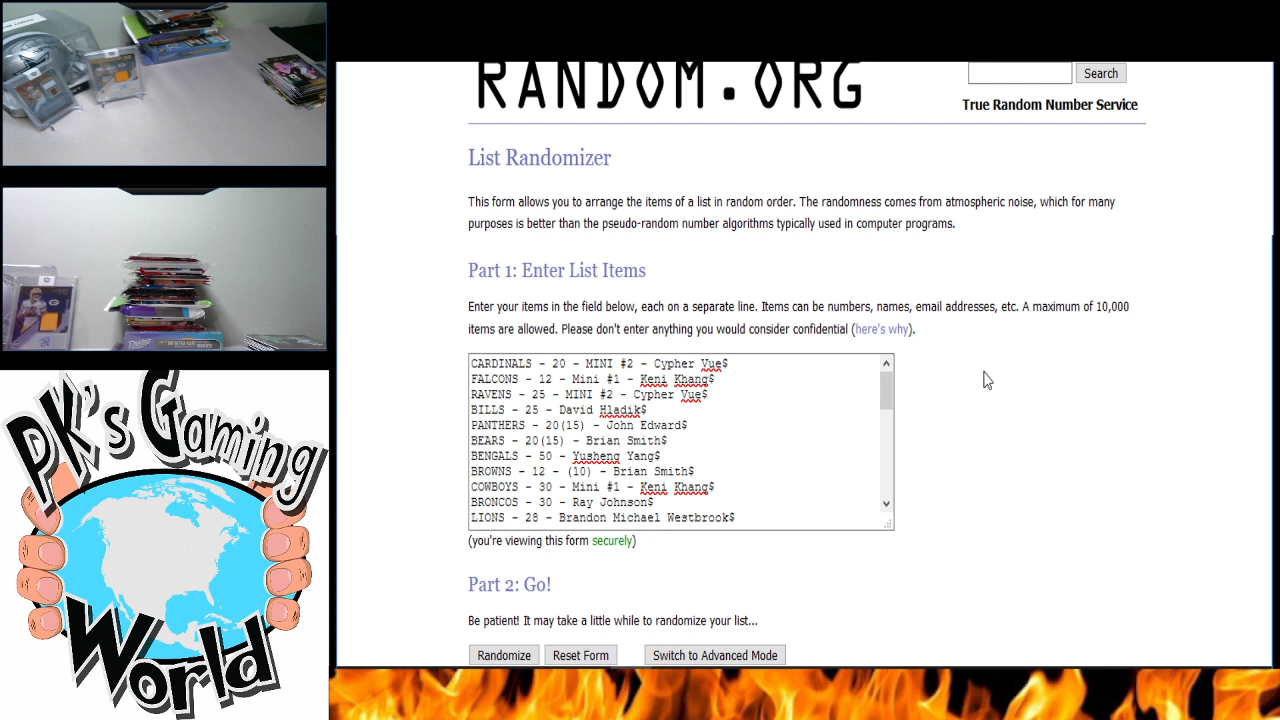 RANDOM.ORG
Search
True Random Number Service
List Randomizer
This form allows you to arrange the items of a list in random order. The randomness comes from atmospheric noise, which for many
purposes is better than the pseudo-random number algorithms typically used in computer programs.
Part 1: Enter List Items
Enter your items in the field below, each on a separate line. Items can be numbers, names, email addresses, etc. A maximum of 10,000
items are allowed. Please don't enter anything you would consider confidential (here's why).
CARDINALS - 20 - MINI #2 - Cypher Vue$
FALCONS - 12 - Mini #1 - Keni Khang$
RAVENS - 25 - MINI #2 - Cypher Vue$
BILLS - 25 - David Hladik$
PANTHERS - 20(15) - John Edward$
BEARS - 20(15) - Brian Smith$
BENGALS - 50 - Yusheng Yang$
BROWNS - 12 - (10) - Brian Smith$
COWBOYS - 30 - Mini #1 - Keni Khang$
BRONCOS - 30 - Ray Johnson$
LIONS - 28 - Brandon Michael Westbrook$
(you're viewing this form securely)
Part 2: Go!
Be patient! It may take a little while to randomize your list...
Randomize
Reset Form
Switch to Advanced Mode
PK's Gaming
World